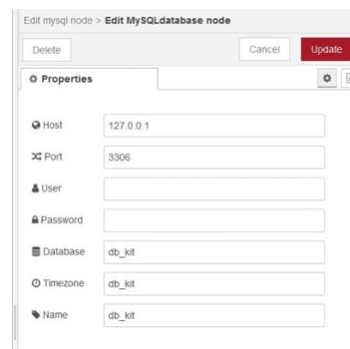 Edit mysql node > Edit MySQLdatabase node
Delete Cancel Update
Properties
Host 127.0.0.1
Port 3306
User
Password
Database db_kit
Timezone db_kit
Name db_kit